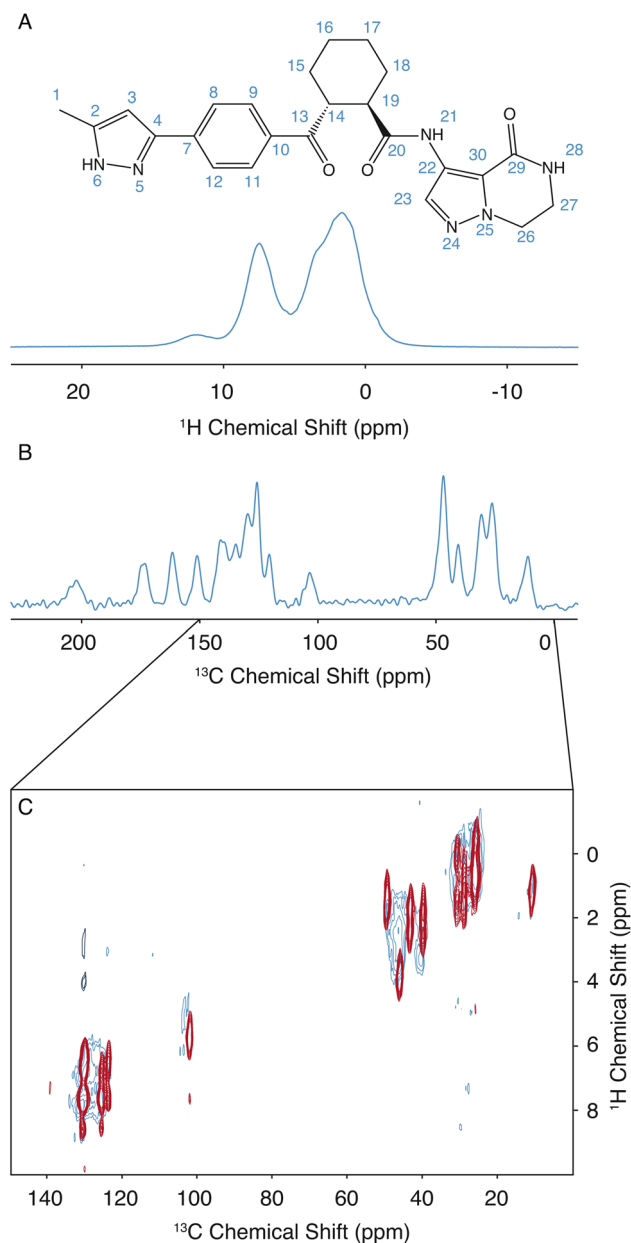 A
16 17
1 3 8 9 15 18
21
2 4 13 14 19 O
NH 28
HN N 7 10 20 22 30 29 NH
6 5 12 11 O O 23 27
N N 26
24 25
20 10 0 -10
¹H Chemical Shift (ppm)
B
200 150 100 50 0
¹³C Chemical Shift (ppm)
C
0
2
4
6
8
¹H Chemical Shift (ppm)
140 120 100 80 60 40 20
¹³C Chemical Shift (ppm)